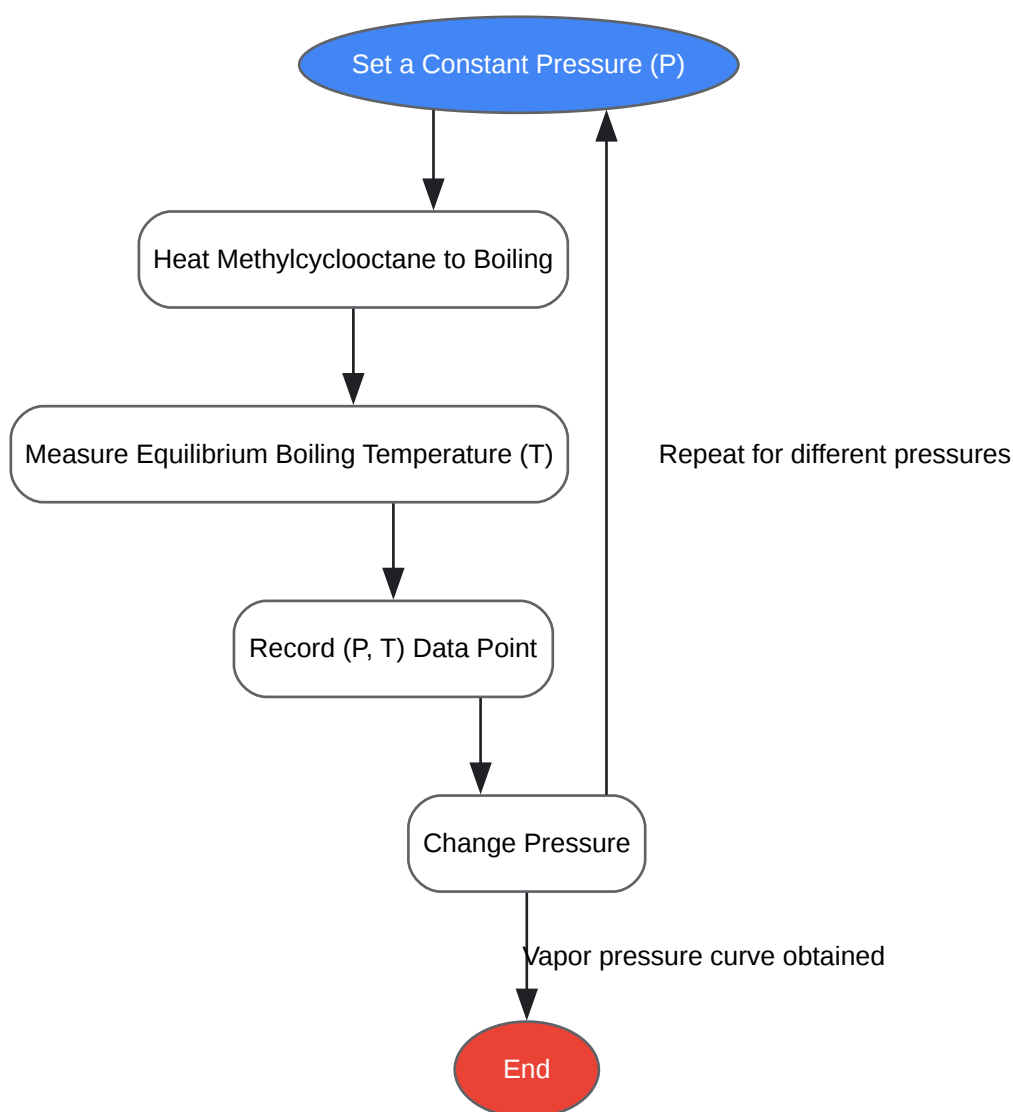 Set a Constant Pressure (P)
Heat Methylcyclooctane to Boiling
Measure Equilibrium Boiling Temperature (T)
Repeat for different pressures
Record (P, T) Data Point
Change Pressure
Vapor pressure curve obtained
End